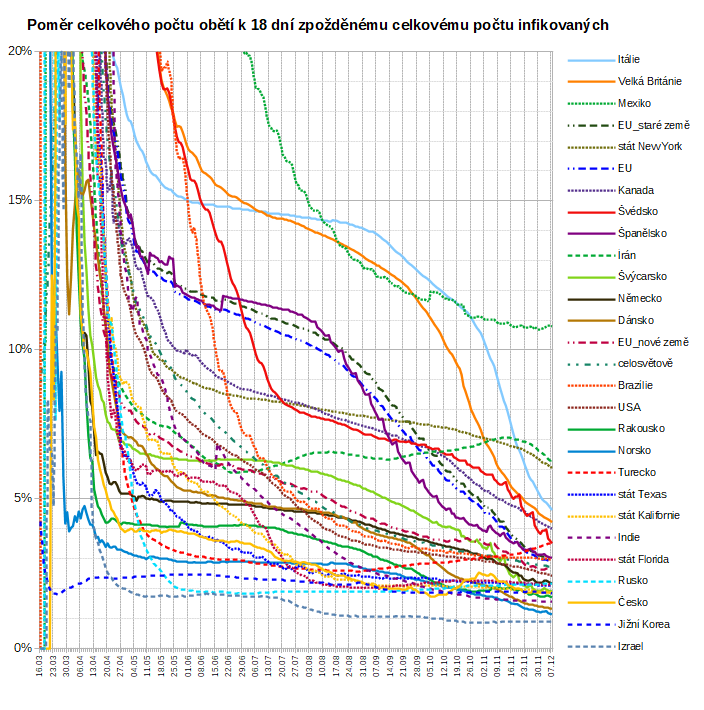 Poměr celkového počtu obětí k 18 dní zpožděnému celkovému počtu infikovaných
20%
15%
10%
5%
0%
16.03
23.03
30.03
06.04
13.04
20.04
27.04
04.05
11.05
18.05
25.05
01.06
08.06
15.06
22.06
29.06
06.07
13.07
20.07
27.07
03.08
10.08
17.08
24.08
31.08
07.09
14.09
21.09
28.09
05.10
12.10
19.10
26.10
02.11
09.11
16.11
23.11
30.11
07.12
Itálie
Velká Británie
Mexiko
EU_staré země
stát NewYork
EU
Kanada
Švédsko
Španělsko
Irán
Švýcarsko
Německo
Dánsko
EU_nové země
celosvětově
Brazílie
USA
Rakousko
Norsko
Turecko
stát Texas
stát Kalifornie
Indie
stát Florida
Rusko
Česko
Jižní Korea
Izrael